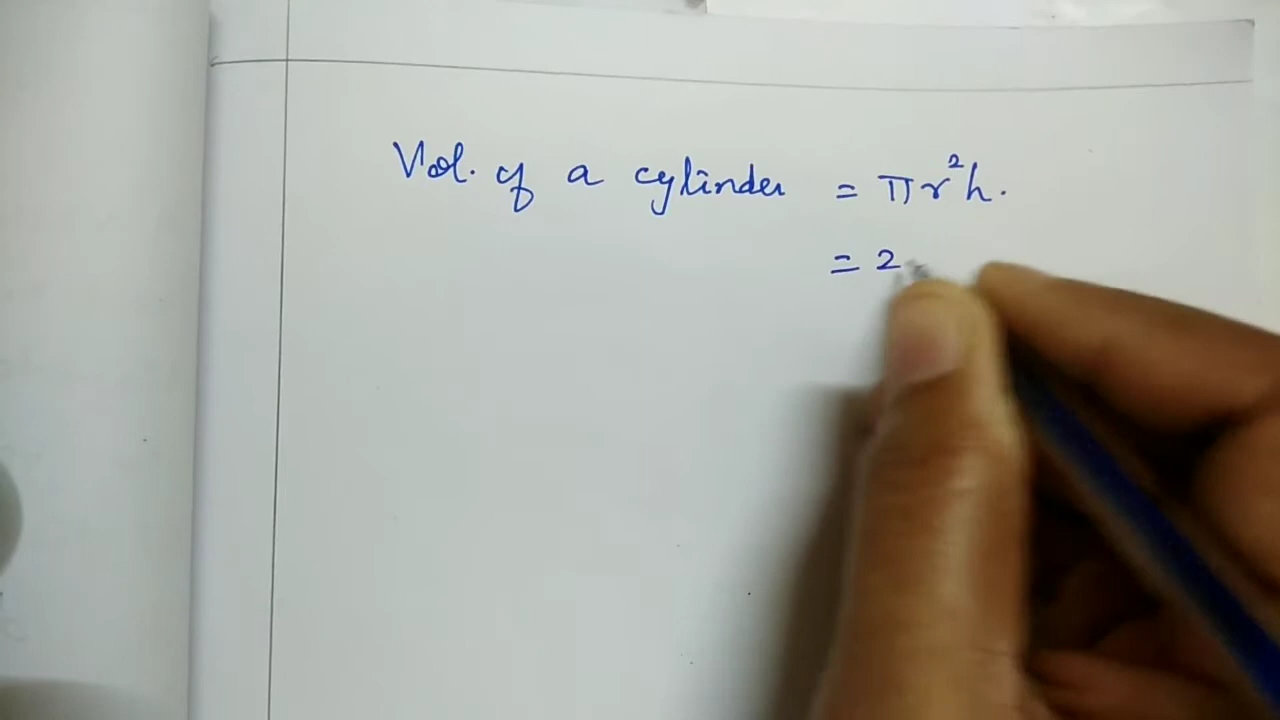 Vol. of a cylinder = πr²h.
= 2